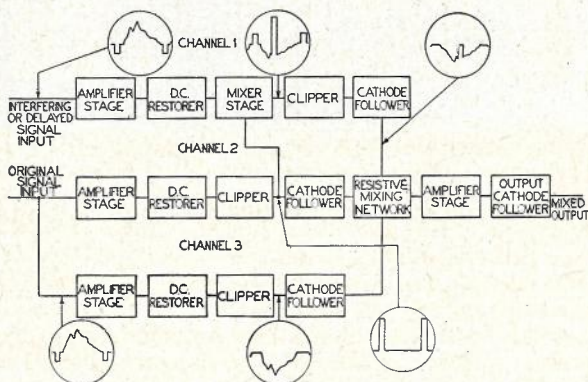 CHANNEL 1
INTERFERING
OR DELAYED
SIGNAL
INPUT
AMPLIFIER
STAGE
D.C.
RESTORER
MIXER
STAGE
CLIPPER
CATHODE
FOLLOWER
CHANNEL 2
ORIGINAL
SIGNAL
INPUT
AMPLIFIER
STAGE
D.C.
RESTORER
CLIPPER
CATHODE
FOLLOWER
RESISTIVE
MIXING
NETWORK
AMPLIFIER
STAGE
OUTPUT
CATHODE
FOLLOWER
MIXED
OUTPUT
CHANNEL 3
AMPLIFIER
STAGE
D.C.
RESTORER
CLIPPER
CATHODE
FOLLOWER